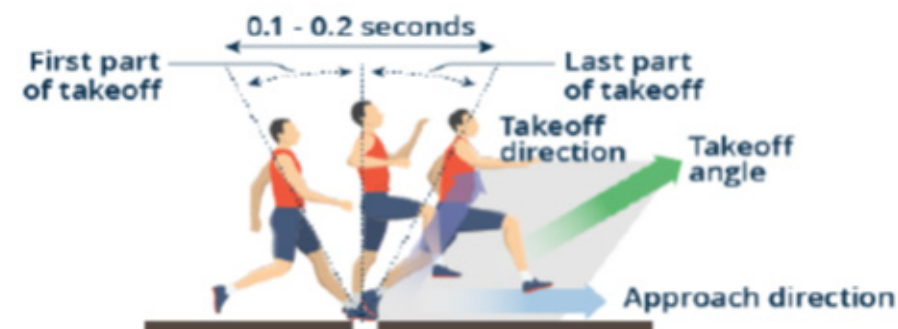 0.1 - 0.2 seconds
First part
of takeoff
Last part
of takeoff
Takeoff
direction
Takeoff
angle
Approach direction